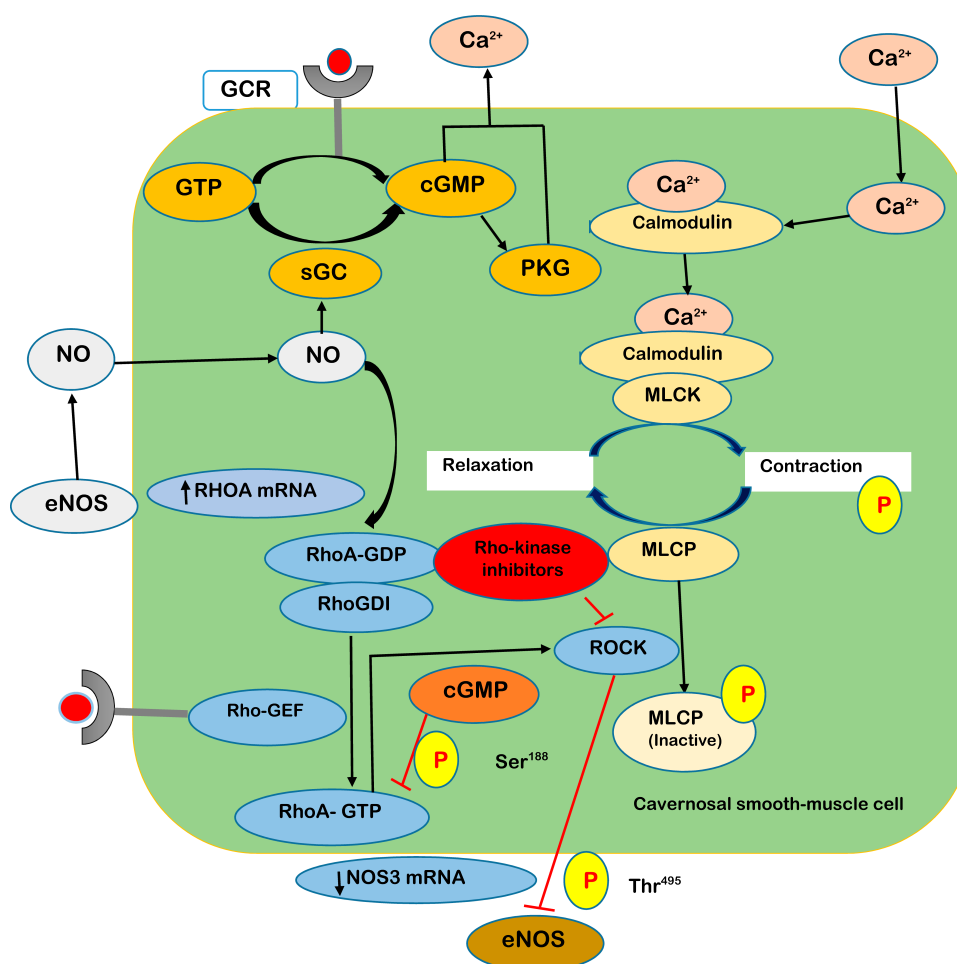 Ca²⁺
Ca²⁺
GCR
GTP
cGMP
Ca²⁺
Ca²⁺
Calmodulin
sGC
PKG
Ca²⁺
NO
NO
Calmodulin
MLCK
Relaxation
Contraction
eNOS
RHOA mRNA
P
RhoA-GDP
Rho-kinase
inhibitors
MLCP
RhoGDI
ROCK
cGMP
P
Rho-GEF
MLCP
(Inactive)
P
Ser¹⁸⁸
RhoA- GTP
Cavernosal smooth-muscle cell
NOS3 mRNA
P
Thr⁴⁹⁵
eNOS